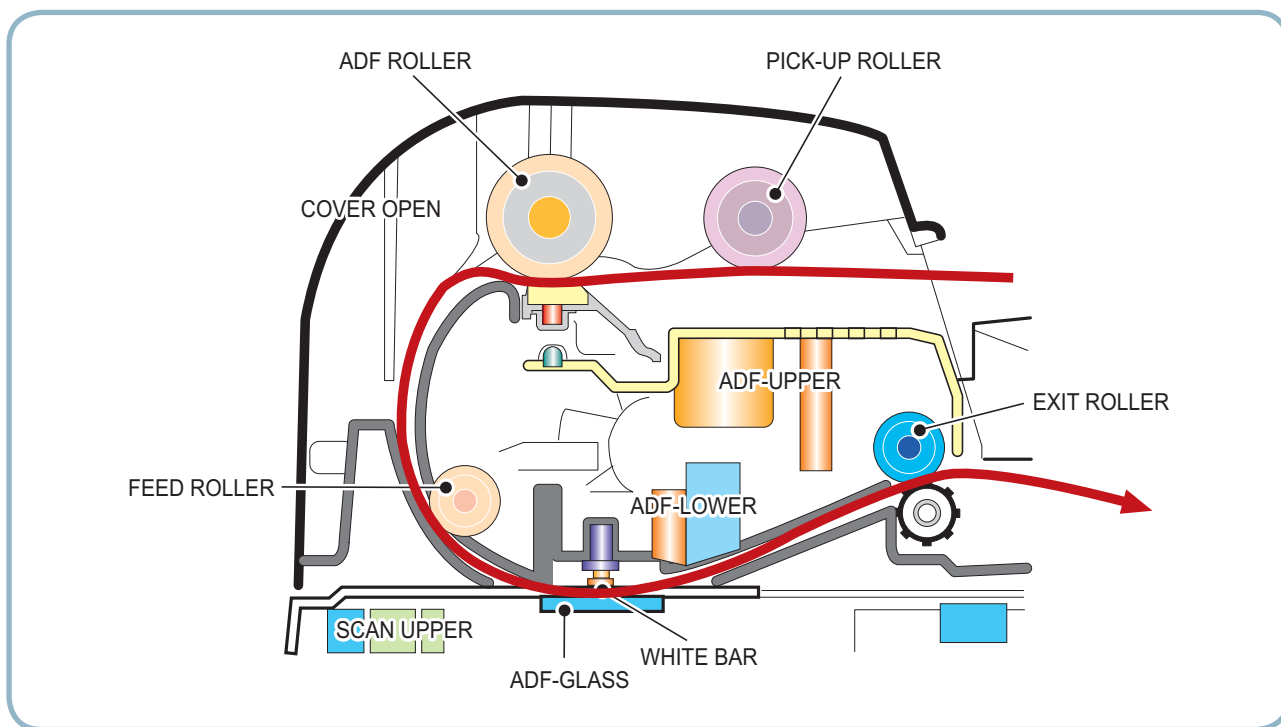 ADF ROLLER
PICK-UP ROLLER
COVER OPEN
ADF-UPPER
EXIT ROLLER
FEED ROLLER
ADF-LOWER
SCAN UPPER
WHITE BAR
ADF-GLASS